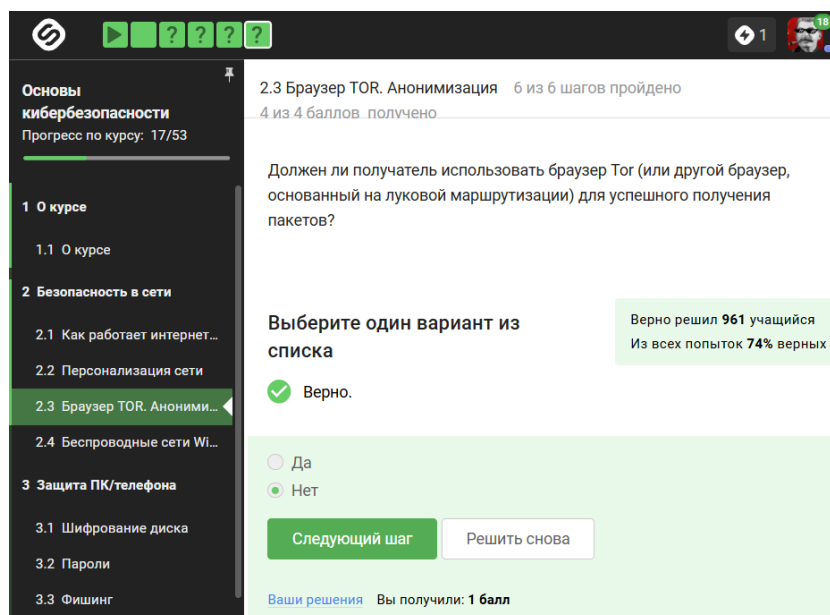 ? ? ? ?
1
18
Основы
кибербезопасности
Прогресс по курсу: 17/53
1 О курсе
1.1 О курсе
2 Безопасность в сети
2.1 Как работает интернет...
2.2 Персонализация сети
2.3 Браузер TOR. Аноними...
2.4 Беспроводные сети Wi...
3 Защита ПК/телефона
3.1 Шифрование диска
3.2 Пароли
3.3 Фишинг
2.3 Браузер TOR. Анонимизация 6 из 6 шагов пройдено
4 из 4 баллов получено
Должен ли получатель использовать браузер Tor (или другой браузер,
основанный на луковой маршрутизации) для успешного получения
пакетов?
Выберите один вариант из
списка
Верно решил 961 учащийся
Из всех попыток 74% верных
Верно.
Да
Нет
Следующий шаг Решить снова
Ваши решения Вы получили: 1 балл